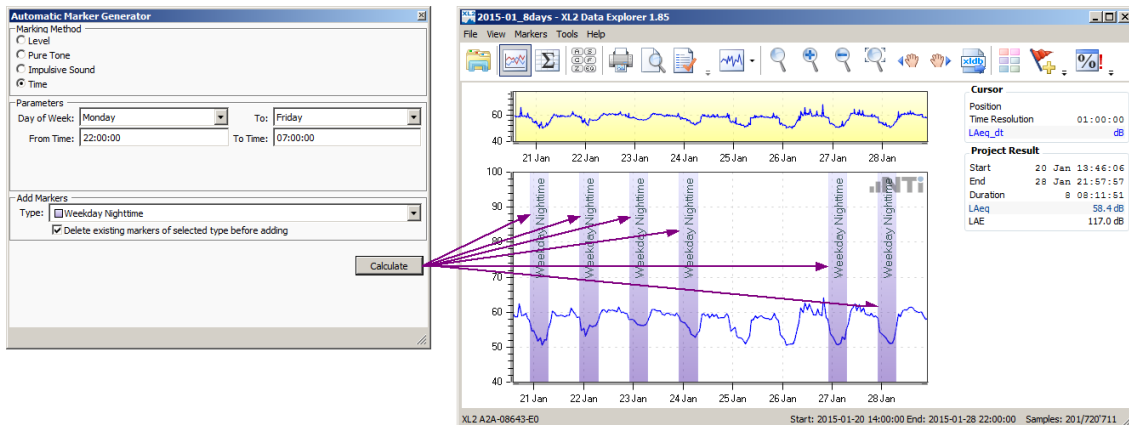 Automatic Marker Generator
Marking Method
Level
Pure Tone
Impulsive Sound
Time
Parameters
Day of Week: Monday To: Friday
From Time: 22:00:00 To Time: 07:00:00
Add Markers
Type: Weekday Nighttime
Delete existing markers of selected type before adding
Calculate
2015-01_8days - XL2 Data Explorer 1.85
File View Markers Tools Help
xldb
%!
60
40
21 Jan 22 Jan 23 Jan 24 Jan 25 Jan 26 Jan 27 Jan 28 Jan
100
90
80
70
60
50
40
Weekday Nighttime
Weekday Nighttime
Weekday Nighttime
Weekday Nighttime
Weekday Nighttime
Weekday Nighttime
NTi
21 Jan 22 Jan 23 Jan 24 Jan 25 Jan 26 Jan 27 Jan 28 Jan
Cursor
Position
Time Resolution 01:00:00
LAeq_dt dB
Project Result
Start 20 Jan 13:46:06
End 28 Jan 21:57:57
Duration 8 08:11:51
LAeq 58.4 dB
LAE 117.0 dB
XL2 A2A-08643-E0 Start: 2015-01-20 14:00:00 End: 2015-01-28 22:00:00 Samples: 201/720'711